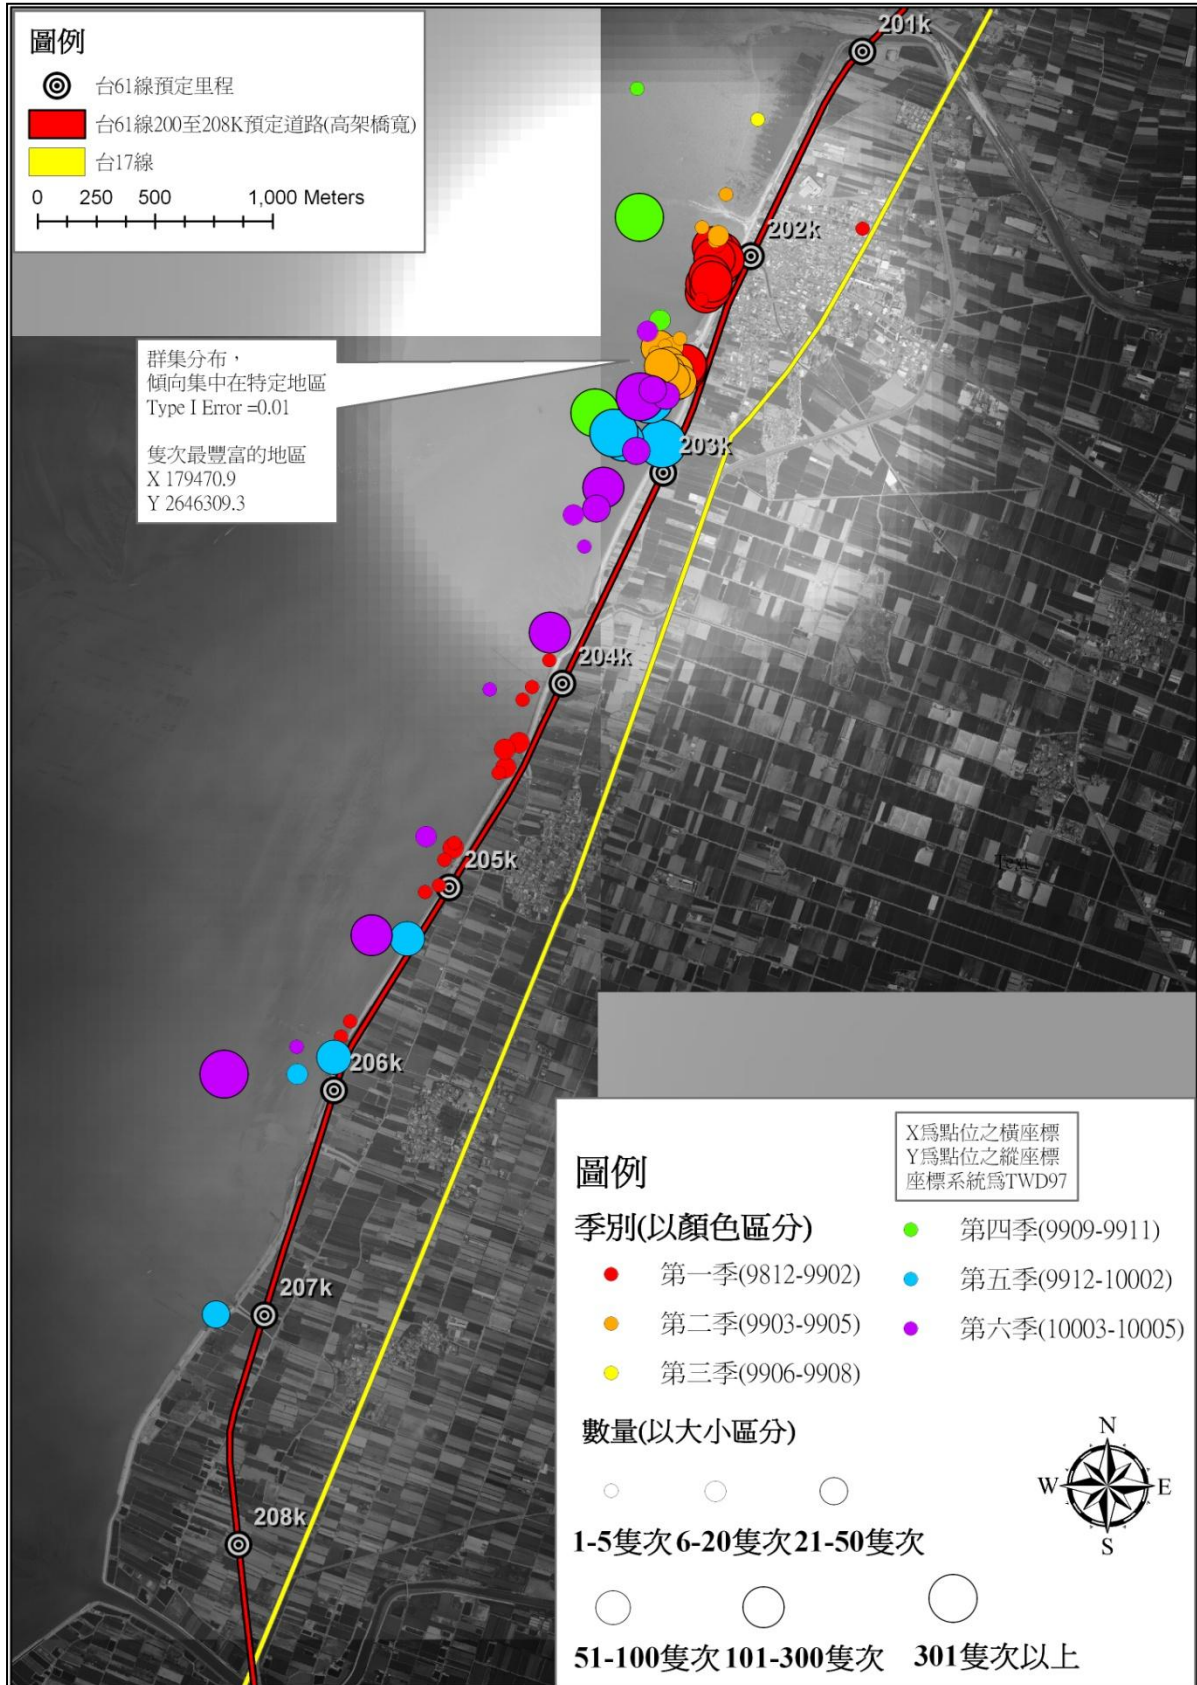 圖例
台61線預定里程
台61線200至208K預定道路(高架橋寬)
台17線
0 250 500 1,000 Meters
201k
202k
群集分布，
傾向集中在特定地區
Type I Error =0.01
隻次最豐富的地區
X 179470.9
Y 2646309.3
203k
204k
205k
Text
206k
207k
208k
X為點位之橫座標
Y為點位之縱座標
座標系統為TWD97
圖例
季別(以顏色區分)
第一季(9812-9902)
第二季(9903-9905)
第三季(9906-9908)
第四季(9909-9911)
第五季(9912-10002)
第六季(10003-10005)
數量(以大小區分)
1-5隻次 6-20隻次 21-50隻次
51-100隻次 101-300隻次 301隻次以上
N
W E
S